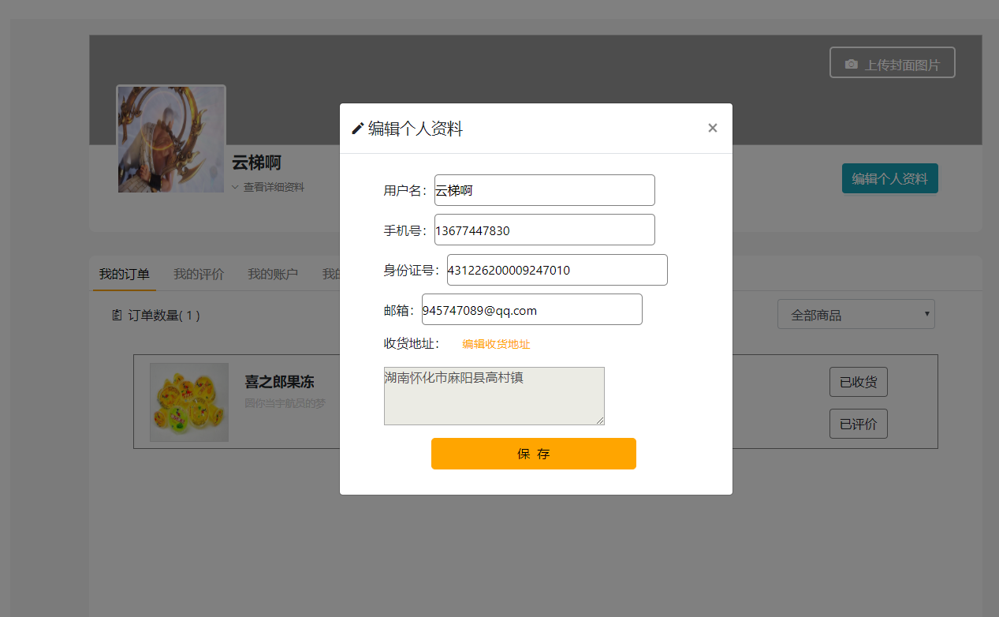 上传封面图片
编辑个人资料
×
云梯啊
查看详细资料
编辑个人资料
用户名：云梯啊
手机号：13677447830
身份证号：431226200009247010
邮箱：945747089@qq.com
收货地址： 编辑收货地址
湖南怀化市麻阳县高村镇
保 存
我的订单 我的评价 我的账户 我的
订单数量( 1 )
全部商品
喜之郎果冻
圆你当宇航员的梦
已收货
已评价